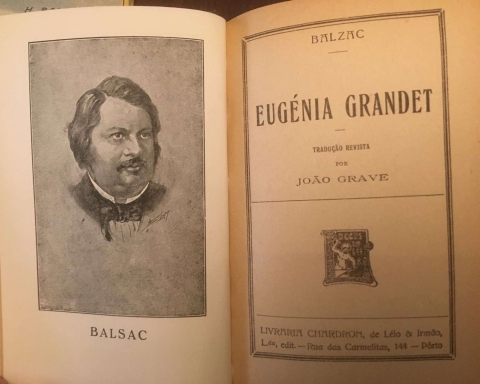 BALSAC
BALZAC
EUGÉNIA GRANDET
TRADUÇÃO REVISTA
POR
JOÃO GRAVE
LIVRARIA CHARDRON, de Lélo & Irmão,
L.da, edit. — Rua das Carmelitas, 144 — Pôrto